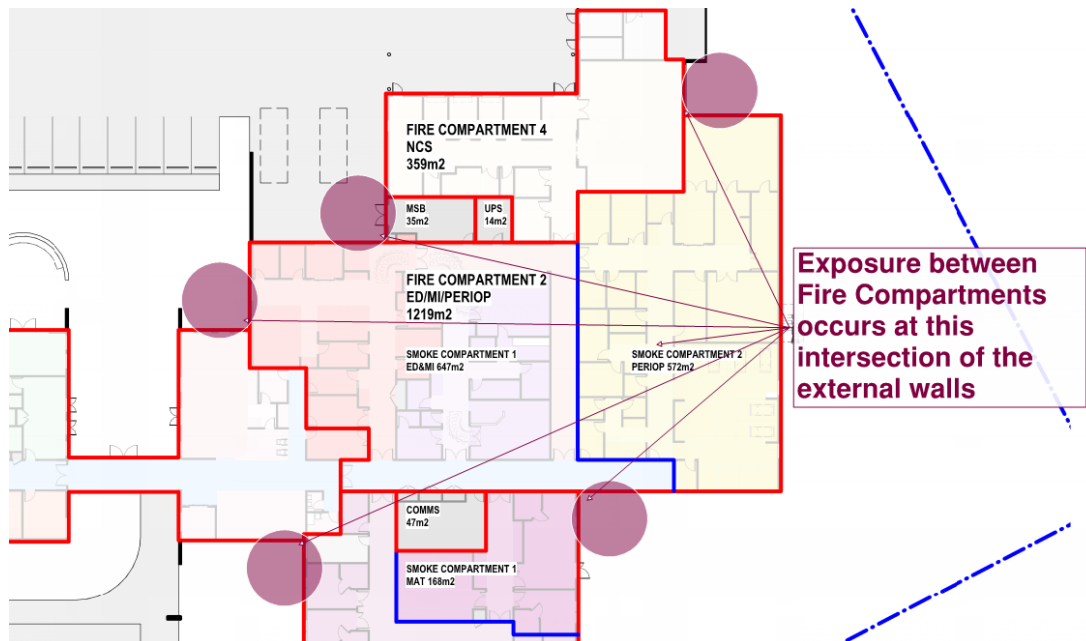 FIRE COMPARTMENT 4
NCS
359m2
MSB
35m2
UPS
14m2
FIRE COMPARTMENT 2
ED/MI/PERIOP
1219m2
SMOKE COMPARTMENT 1
ED&MI 647m2
SMOKE COMPARTMENT 2
PERIOP 572m2
Exposure between
Fire Compartments
occurs at this
intersection of the
external walls
COMMS
47m2
SMOKE COMPARTMENT 1
MAT 168m2